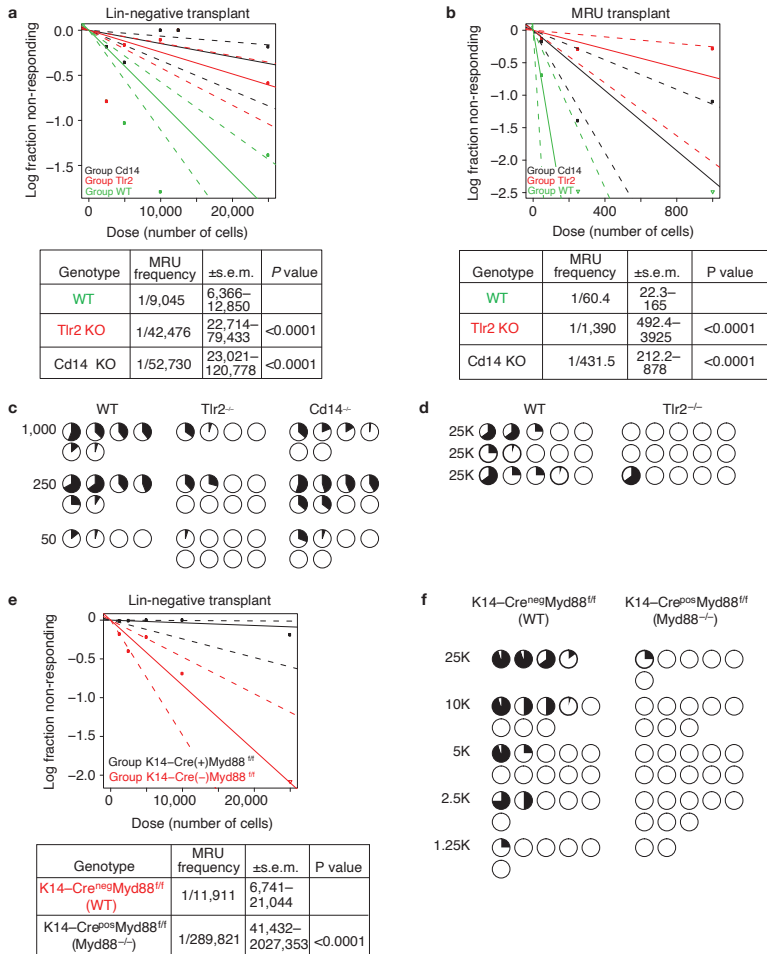 a
Lin-negative transplant
Log fraction non-responding
0.0
−0.5
−1.0
−1.5
Group Cd14
Group Tlr2
Group WT
0
10,000
20,000
Dose (number of cells)
Genotype MRU frequency ±s.e.m. P value
WT 1/9,045 6,366–12,850
Tlr2 KO 1/42,476 22,714–79,433 <0.0001
Cd14 KO 1/52,730 23,021–120,778 <0.0001
b
MRU transplant
Log fraction non-responding
0.0
−0.5
−1.0
−1.5
−2.0
−2.5
Group Cd14
Group Tlr2
Group WT
0
400
800
Dose (number of cells)
Genotype MRU frequency ±s.e.m. P value
WT 1/60.4 22.3–165
Tlr2 KO 1/1,390 492.4–3925 <0.0001
Cd14 KO 1/431.5 212.2–878 <0.0001
c
WT Tlr2-/- Cd14-/-
1,000
250
50
d
WT Tlr2−/−
25K
25K
25K
e
Lin-negative transplant
Log fraction non-responding
0
−0.5
−1.0
−1.5
−2.0
Group K14–Cre(+)Myd88 f/f
Group K14–Cre(−)Myd88 f/f
0
10,000
20,000
Dose (number of cells)
Genotype MRU frequency ±s.e.m. P value
K14–CrenegMyd88f/f (WT) 1/11,911 6,741–21,044
K14–CreposMyd88f/f (Myd88−/−) 1/289,821 41,432–2027,353 <0.0001
f
K14–CrenegMyd88f/f (WT)
K14–CreposMyd88f/f (Myd88−/−)
25K
10K
5K
2.5K
1.25K